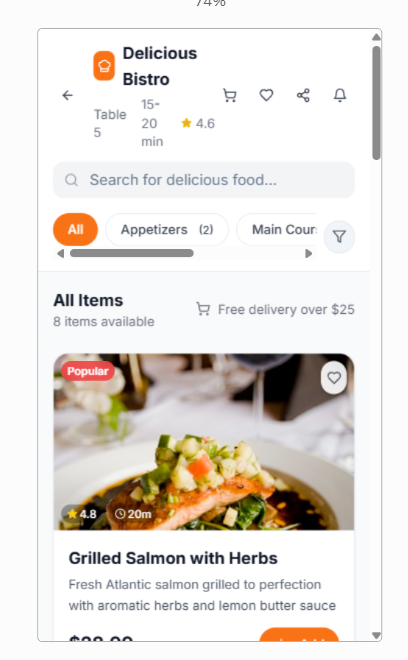 74%
Delicious
Bistro
Table
5
15-
20
min
4.6
Search for delicious food...
All
Appetizers (2)
Main Cour
All Items
8 items available
Free delivery over $25
Popular
4.8
20m
Grilled Salmon with Herbs
Fresh Atlantic salmon grilled to perfection
with aromatic herbs and lemon butter sauce